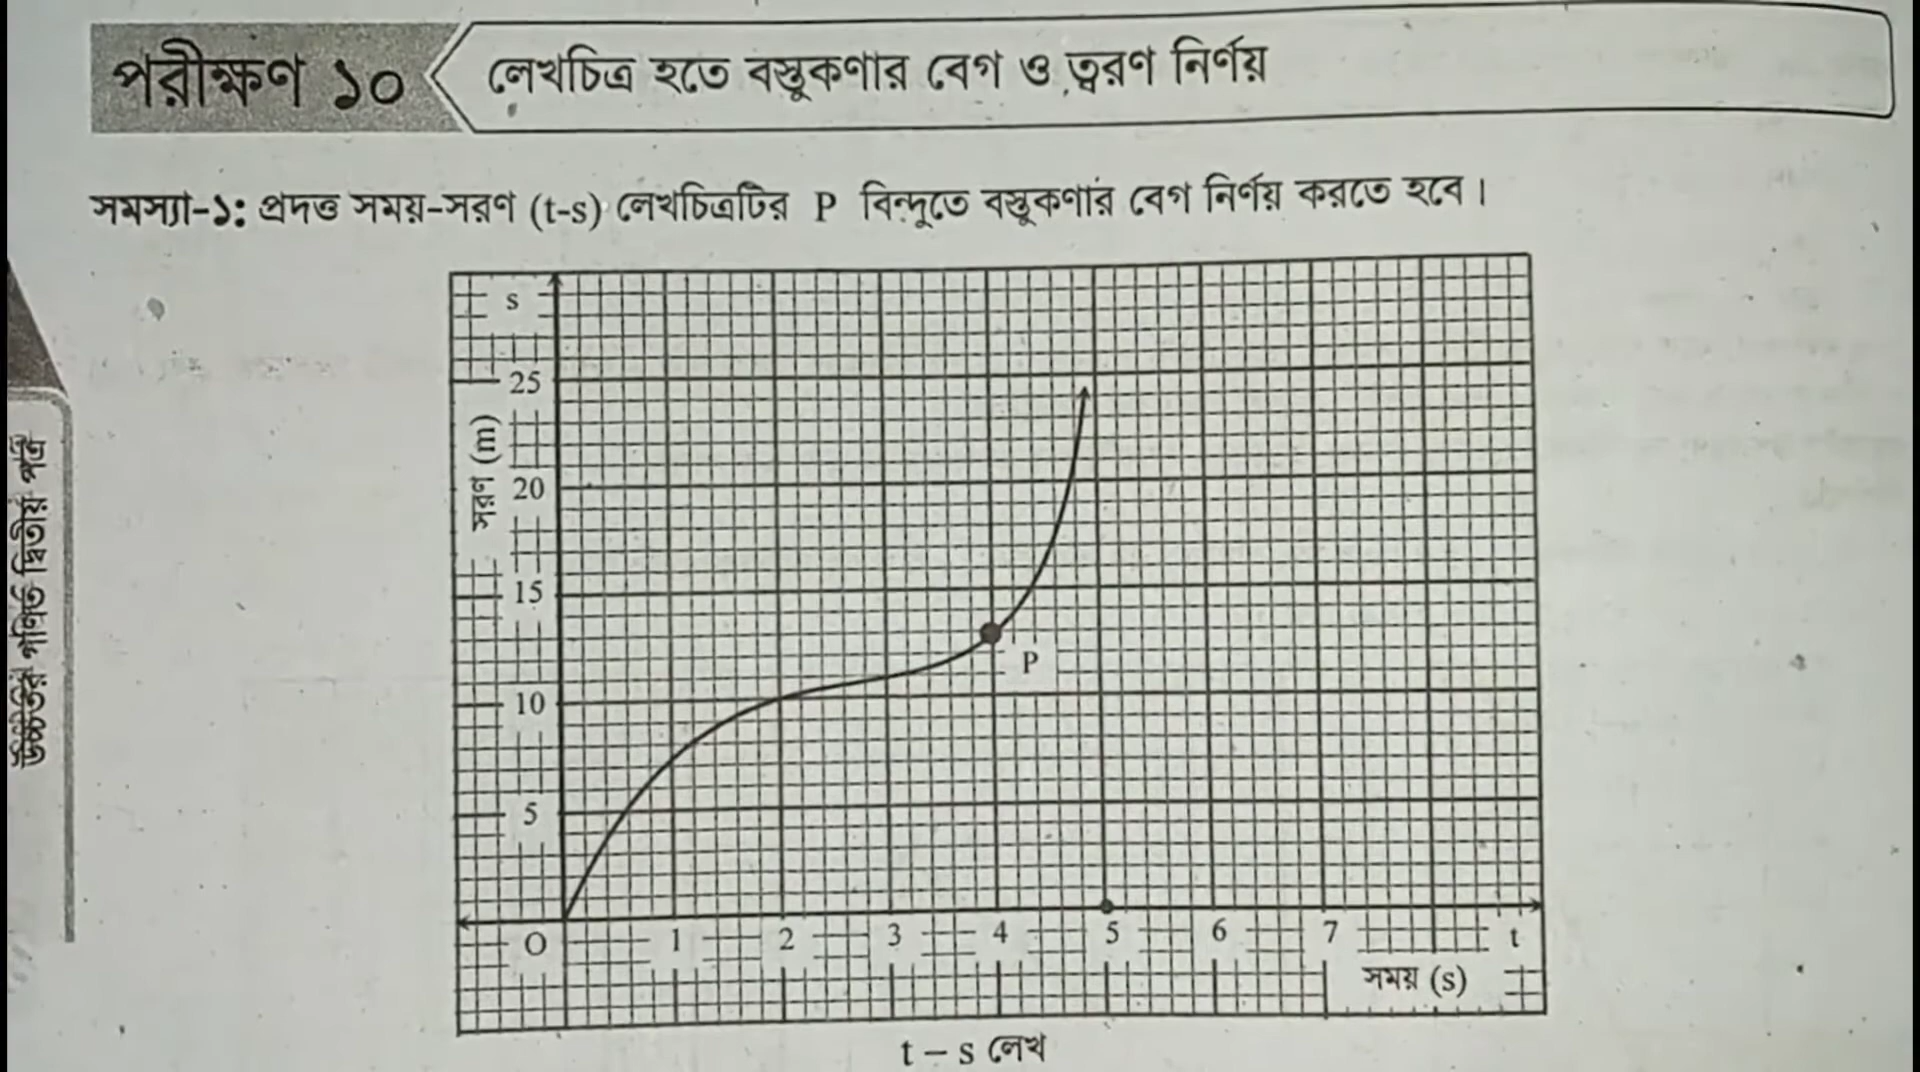 পরীক্ষণ ১০
লেখচিত্র হতে বস্তুকণার বেগ ও ত্বরণ নির্ণয়
সমস্যা-১: প্রদত্ত সময়-সরণ (t-s) লেখচিত্রটির P বিন্দুতে বস্তুকণার বেগ নির্ণয় করতে হবে।
উচ্চতর গণিত দ্বিতীয় পত্র
s
25
সরণ (m)
20
15
P
10
5
O 1 2 3 4 5 6 7 t
সময় (s)
t – s লেখ